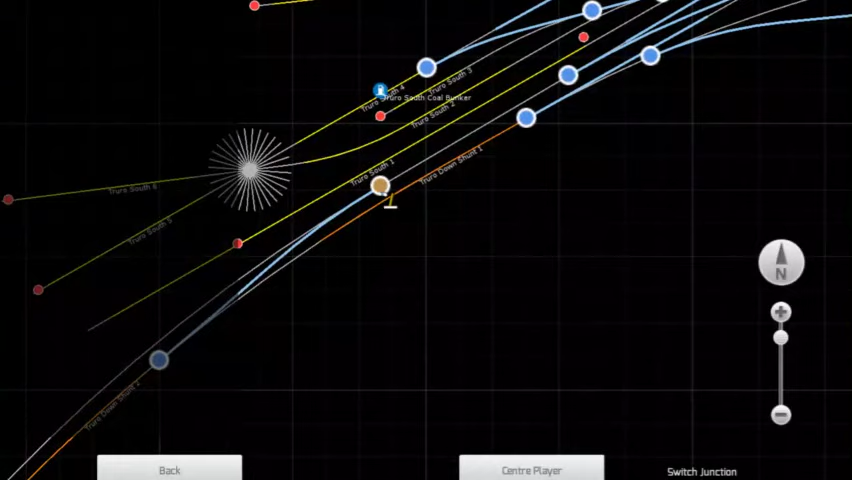 Truro South 4
Truro South 3
Truro South Coal Bunker
Truro South 2
Truro South 1
Truro Down Shunt 1
Truro South 6
Truro South 5
Truro Down Shunt 2
N
Back
Centre Player
Switch Junction